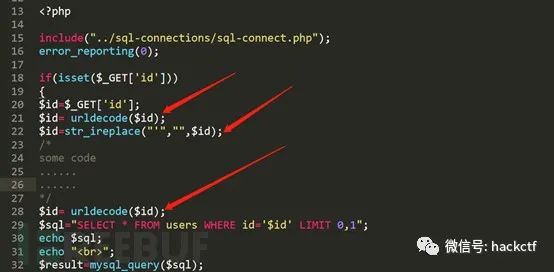 13 <?php
14
15 include("../sql-connections/sql-connect.php");
16 error_reporting(0);
17
18 if(isset($_GET['id']))
19 {
20 $id=$_GET['id'];
21 $id= urldecode($id);
22 $id=str_ireplace("'","",$id);
23 /*
24 some code
25 ......
26 ......
27 */
28 $id= urldecode($id);
29 $sql="SELECT * FROM users WHERE id='$id' LIMIT 0,1";
30 echo $sql;
31 echo "<br>";
32 $result=mysql_query($sql);
微信号: hackctf